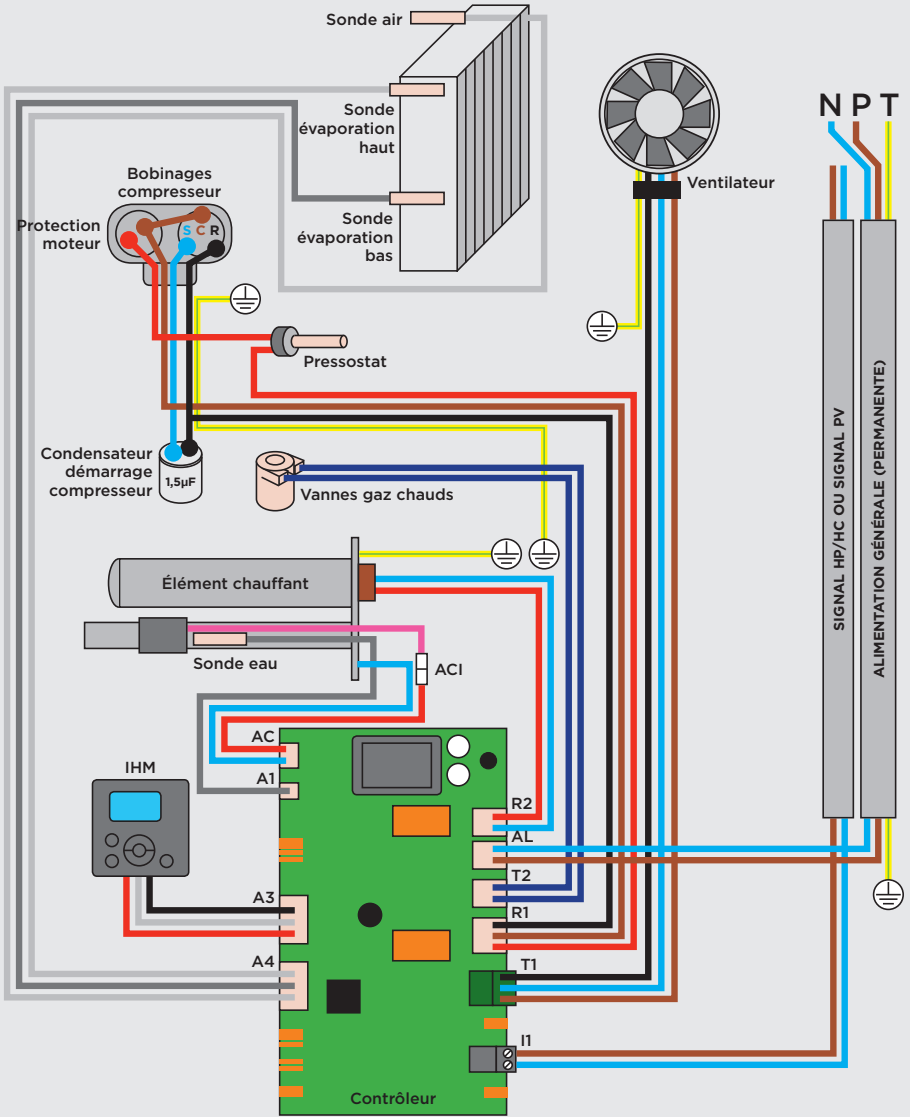 Sonde air
Sonde
évaporation
haut
Sonde
évaporation
bas
Ventilateur
N P T
Bobinages
compresseur
Protection
moteur
S C R
Pressostat
Condensateur
démarrage
compresseur
1,5µF
Vannes gaz chauds
Élément chauffant
Sonde eau
ACI
SIGNAL HP/HC OU SIGNAL PV
ALIMENTATION GÉNÉRALE (PERMANENTE)
IHM
AC
A1
A3
A4
R2
AL
T2
R1
T1
I1
Contrôleur